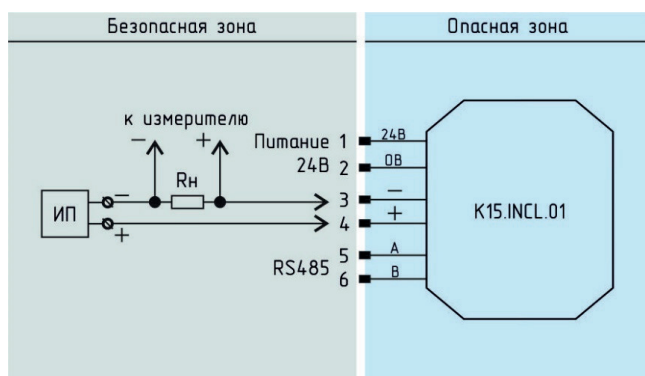 Безопасная зона
Опасная зона
к измерителю
− +
Питание 1 24В
24В 2 0В
Rн
ИП
−
+
3 −
4 +
K15.INCL.01
RS485
5 A
6 B